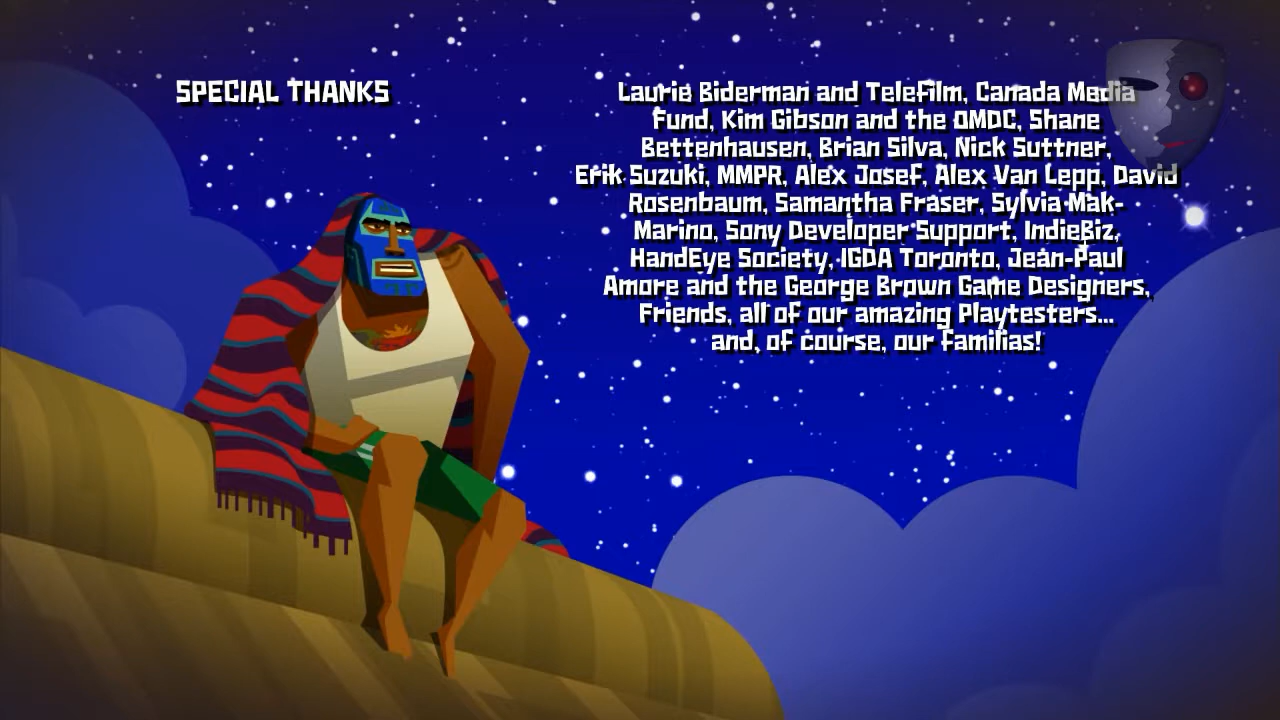 SPECIAL THANKS
Laurie Biderman and Telefilm, Canada Media
Fund, Kim Gibson and the OMDC, Shane
Bettenhausen, Brian Silva, Nick Suttner,
Erik Suzuki, MMPR, Alex Josef, Alex Van Lepp, David
Rosenbaum, Samantha Fraser, Sylvia Mak-
Marino, Sony Developer Support, IndieBiz,
HandEye Society, IGDA Toronto, Jean-Paul
Amore and the George Brown Game Designers,
Friends, all of our amazing Playtesters...
and, of course, our familias!